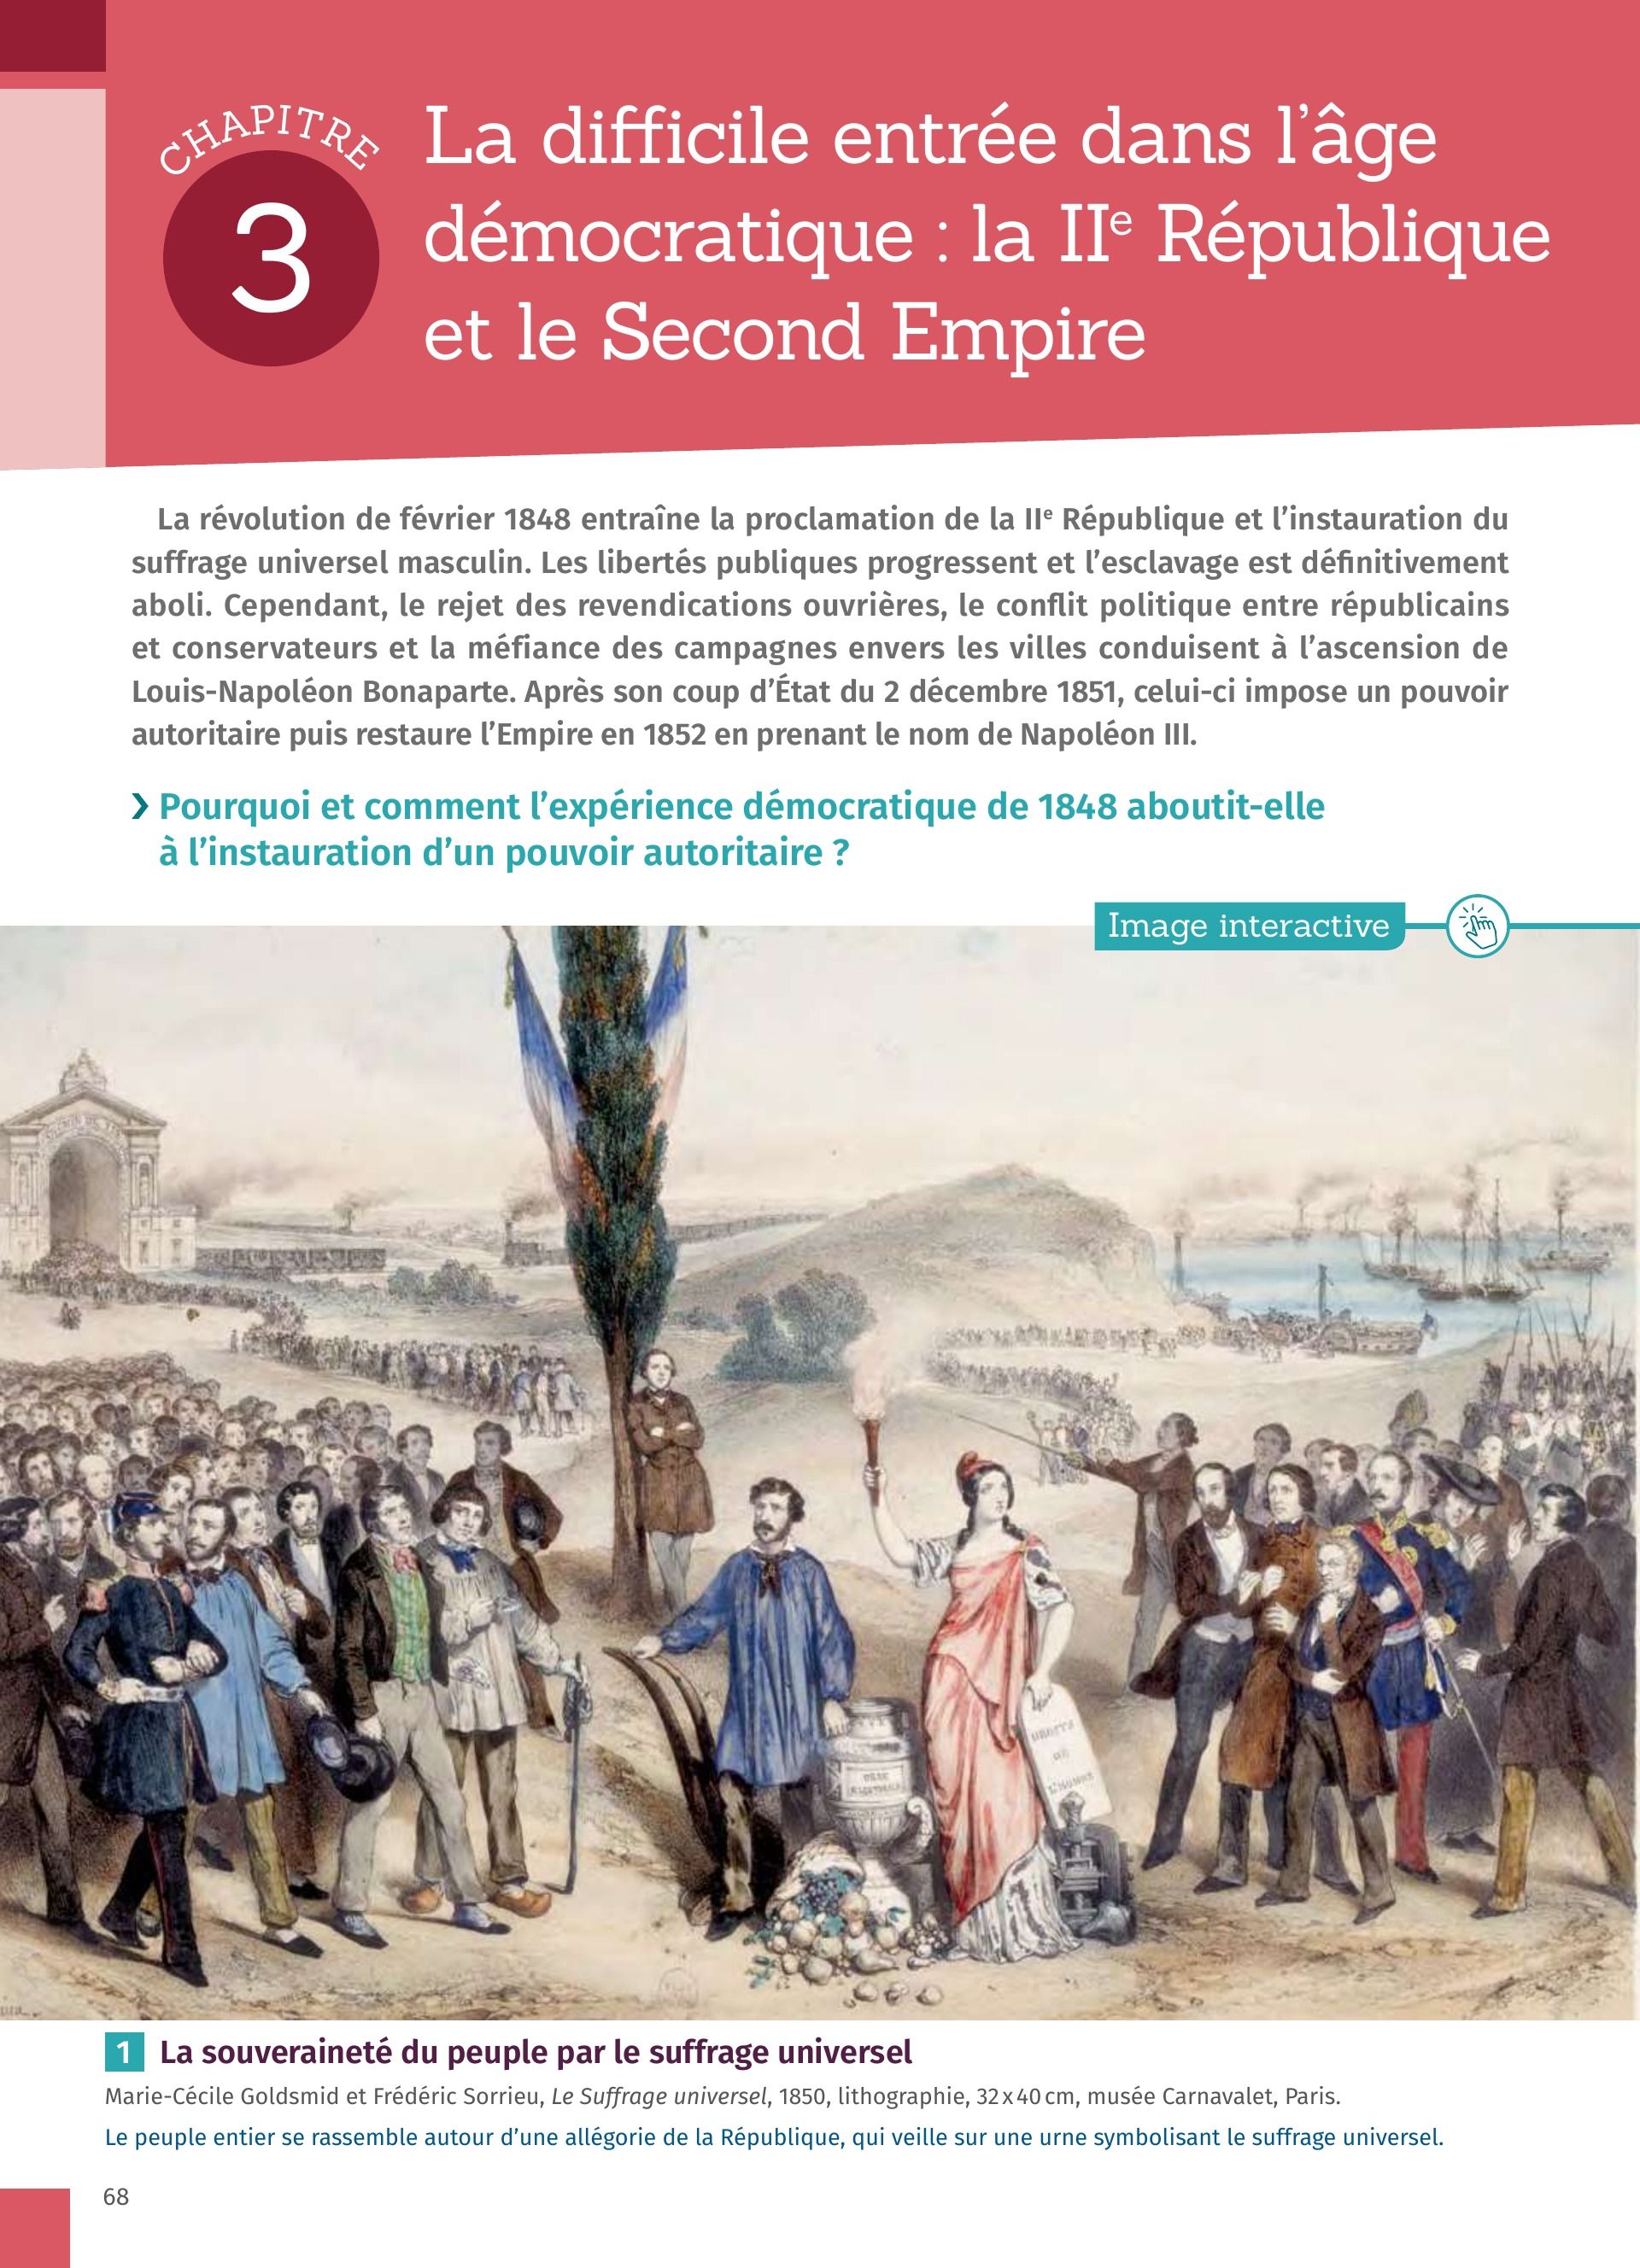 CHAPITRE
3
La difficile entrée dans l'âge
démocratique : la IIe République
et le Second Empire
La révolution de février 1848 entraîne la proclamation de la IIe République et l'instauration du
suffrage universel masculin. Les libertés publiques progressent et l'esclavage est définitivement
aboli. Cependant, le rejet des revendications ouvrières, le conflit politique entre républicains
et conservateurs et la méfiance des campagnes envers les villes conduisent à l'ascension de
Louis-Napoléon Bonaparte. Après son coup d'État du 2 décembre 1851, celui-ci impose un pouvoir
autoritaire puis restaure l'Empire en 1852 en prenant le nom de Napoléon III.
› Pourquoi et comment l'expérience démocratique de 1848 aboutit-elle
à l'instauration d'un pouvoir autoritaire ?
Image interactive
DROITS
DE
L'HOMME
1 La souveraineté du peuple par le suffrage universel
Marie-Cécile Goldsmid et Frédéric Sorrieu, Le Suffrage universel, 1850, lithographie, 32 x 40 cm, musée Carnavalet, Paris.
Le peuple entier se rassemble autour d'une allégorie de la République, qui veille sur une urne symbolisant le suffrage universel.
68